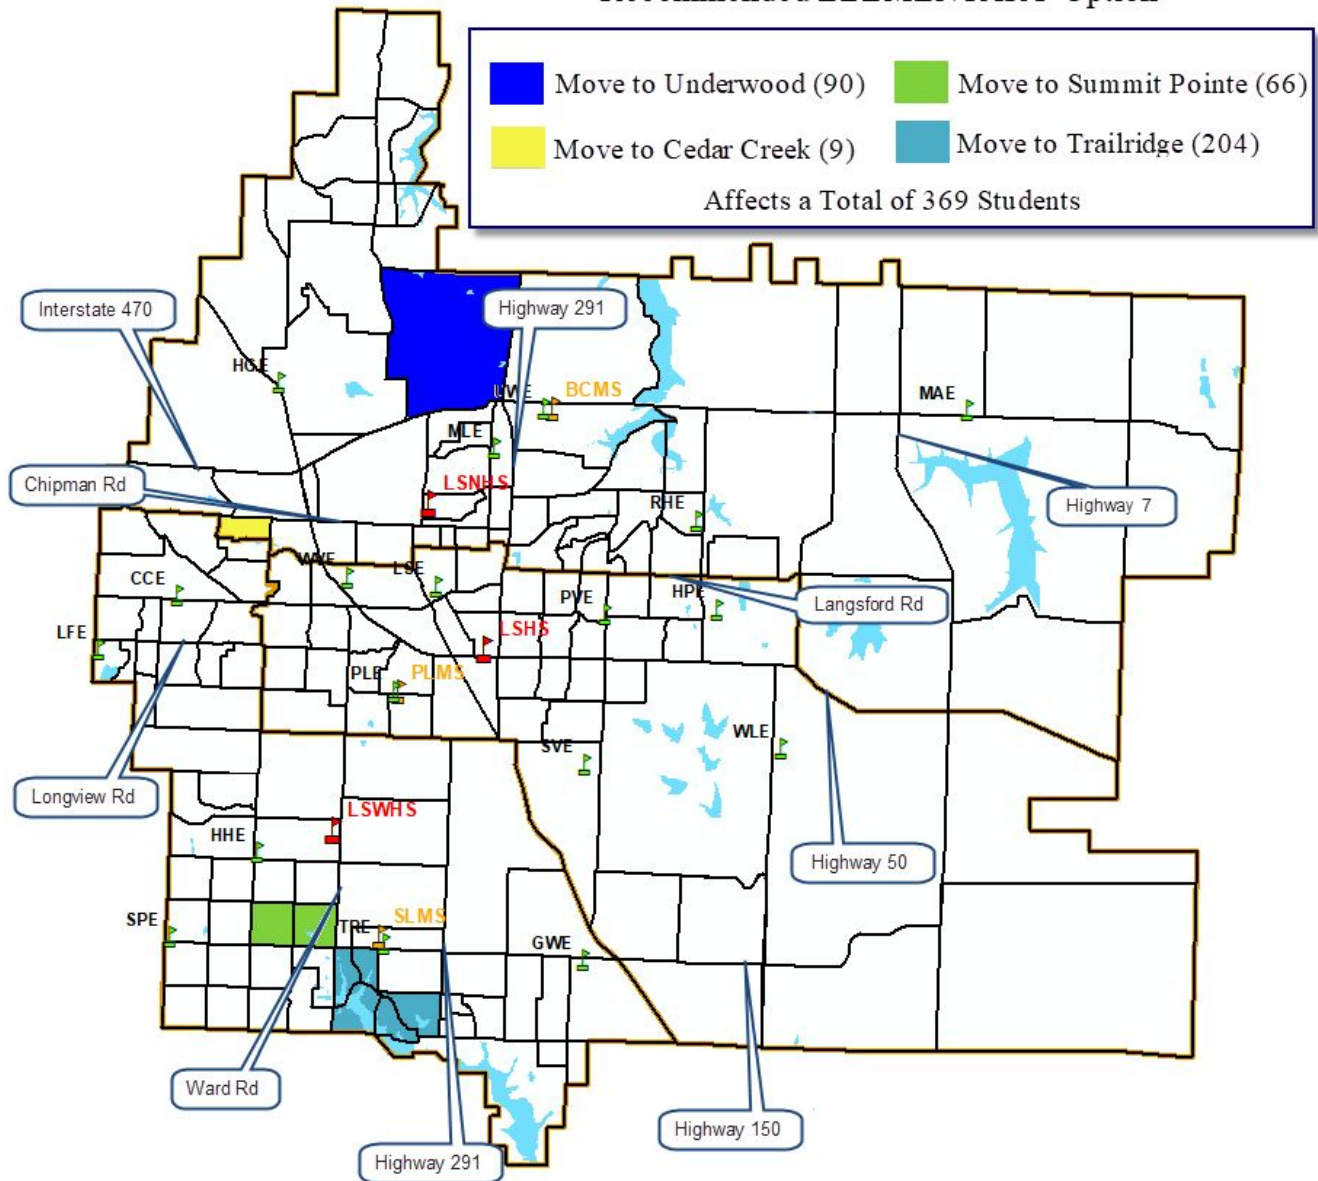 Move to Underwood (90)
Move to Summit Pointe (66)
Move to Cedar Creek (9)
Move to Trailridge (204)
Affects a Total of 369 Students
Interstate 470
Highway 291
HGE
BCMS
MAE
MLE
Chipman Rd
LSNHS
RHE
Highway 7
LSE
CCE
PVE
HPE
Langsford Rd
LFE
LSHS
PLE
PLMS
SVE
WLE
Longview Rd
LSWHS
HHE
Highway 50
SPE
TRE
SLMS
GWE
Ward Rd
Highway 150
Highway 291